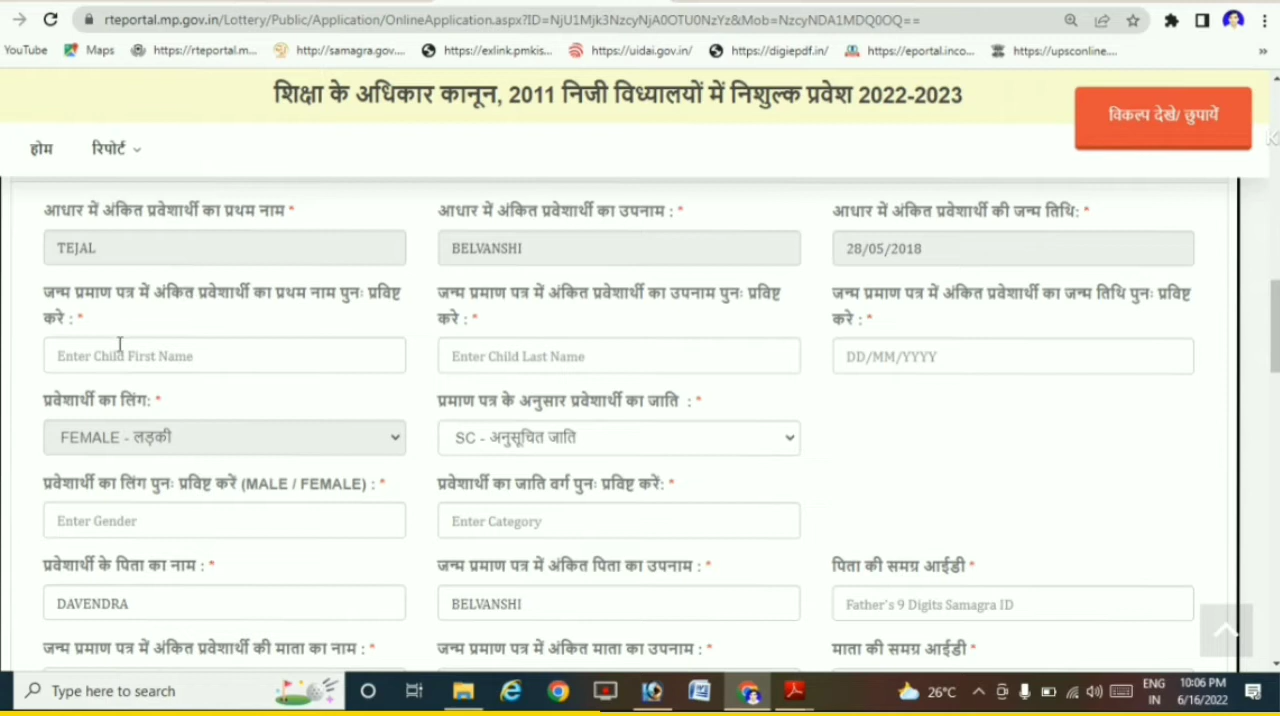 rteportal.mp.gov.in/Lottery/Public/Application/OnlineApplication.aspx?ID=NjU1Mjk3NzcyNjA0OTU0NzYz&Mob=NzcyNDA1MDQ0OQ==
YouTube Maps https://rteportal.m... http://samagra.gov.... https://exlink.pmkis... https://uidai.gov.in/ https://digiepdf.in/ https://eportal.inco... https://upsconline.... »
शिक्षा के अधिकार कानून, 2011 निजी विध्यालयों में निशुल्क प्रवेश 2022-2023
विकल्प देखे/ छुपायें
होम रिपोर्ट
आधार में अंकित प्रवेशार्थी का प्रथम नाम * आधार में अंकित प्रवेशार्थी का उपनाम : * आधार में अंकित प्रवेशार्थी की जन्म तिथि: *
TEJAL BELVANSHI 28/05/2018
जन्म प्रमाण पत्र में अंकित प्रवेशार्थी का प्रथम नाम पुनः प्रविष्ट जन्म प्रमाण पत्र में अंकित प्रवेशार्थी का उपनाम पुनः प्रविष्ट जन्म प्रमाण पत्र में अंकित प्रवेशार्थी का जन्म तिथि पुनः प्रविष्ट
करे : * करे : * करे : *
Enter Child First Name Enter Child Last Name DD/MM/YYYY
प्रवेशार्थी का लिंग: * प्रमाण पत्र के अनुसार प्रवेशार्थी का जाति : *
FEMALE - लड़की SC - अनुसूचित जाति
प्रवेशार्थी का लिंग पुनः प्रविष्ट करें (MALE / FEMALE) : * प्रवेशार्थी का जाति वर्ग पुनः प्रविष्ट करें: *
Enter Gender Enter Category
प्रवेशार्थी के पिता का नाम : * जन्म प्रमाण पत्र में अंकित पिता का उपनाम : * पिता की समग्र आईडी *
DAVENDRA BELVANSHI Father's 9 Digits Samagra ID
जन्म प्रमाण पत्र में अंकित प्रवेशार्थी की माता का नाम : * जन्म प्रमाण पत्र में अंकित माता का उपनाम : * माता की समग्र आईडी *
Type here to search 26°C ENG 10:06 PM
IN 6/16/2022